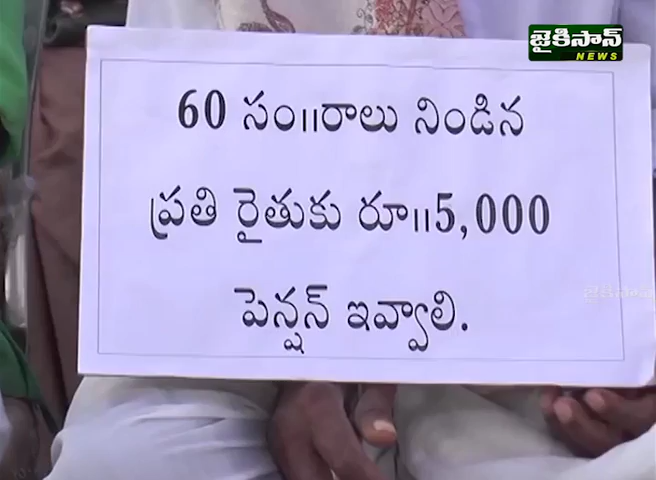 జైకిసాన్
NEWS
60 సం॥రాలు నిండిన
ప్రతి రైతుకు రూ॥5,000
పెన్షన్ ఇవ్వాలి.
జైకిసాన్